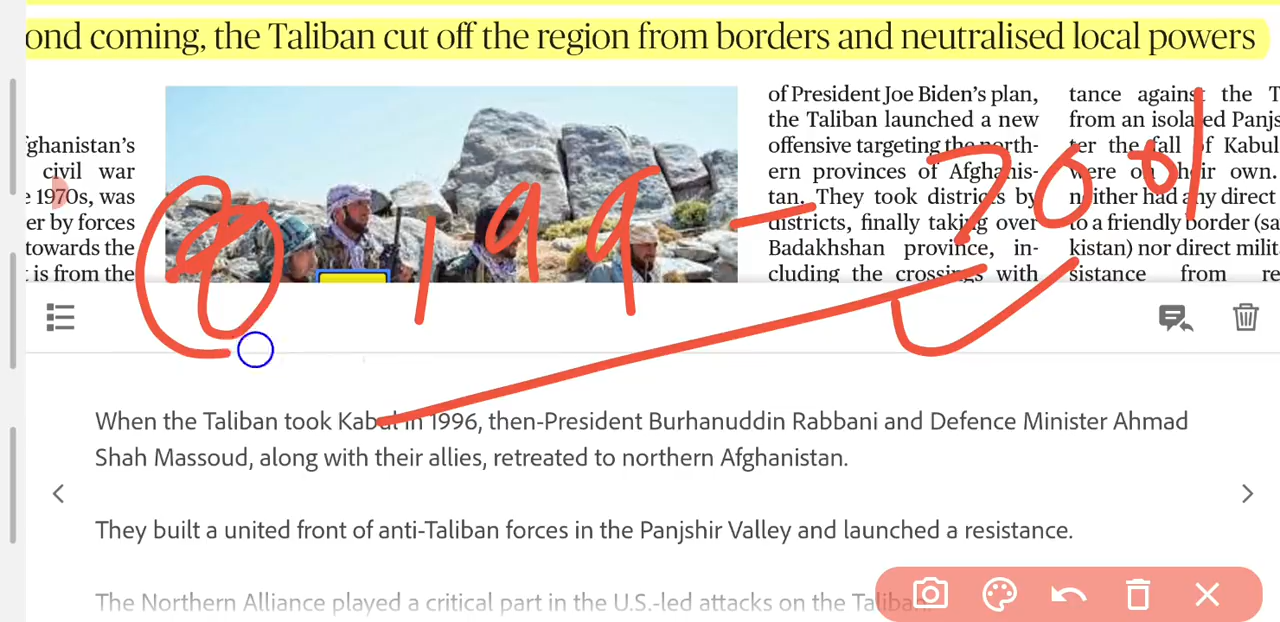 ond coming, the Taliban cut off the region from borders and neutralised local powers
fghanistan's
civil war
1970s, was
er by forces
towards the
is from the
of President Joe Biden's plan,
the Taliban launched a new
offensive targeting the north-
ern provinces of Afghanis-
tan. They took districts by
districts, finally taking over
Badakhshan province, in-
cluding the crossings with
tance against the T
from an isolated Panjs
ter the fall of Kabul
were on their own.
neither had any direct
to a friendly border (sa
kistan) nor direct milit
sistance from re
199 - 2001
When the Taliban took Kabul in 1996, then-President Burhanuddin Rabbani and Defence Minister Ahmad
Shah Massoud, along with their allies, retreated to northern Afghanistan.
They built a united front of anti-Taliban forces in the Panjshir Valley and launched a resistance.
The Northern Alliance played a critical part in the U.S.-led attacks on the Taliban.